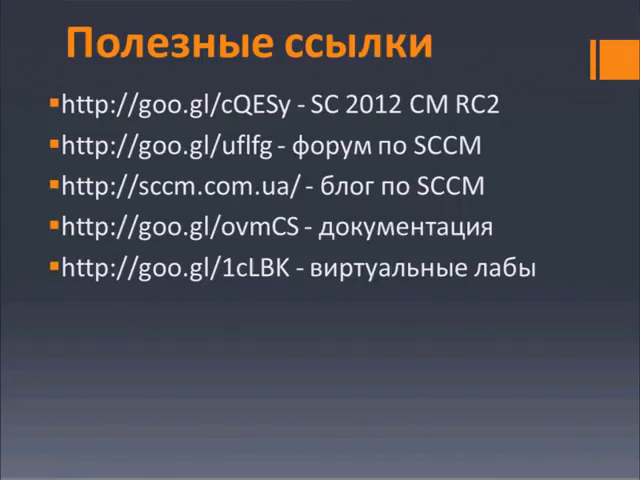 Полезные ссылки
http://goo.gl/cQESy - SC 2012 CM RC2
http://goo.gl/uflfg - форум по SCCM
http://sccm.com.ua/ - блог по SCCM
http://goo.gl/ovmCS - документация
http://goo.gl/1cLBK - виртуальные лабы